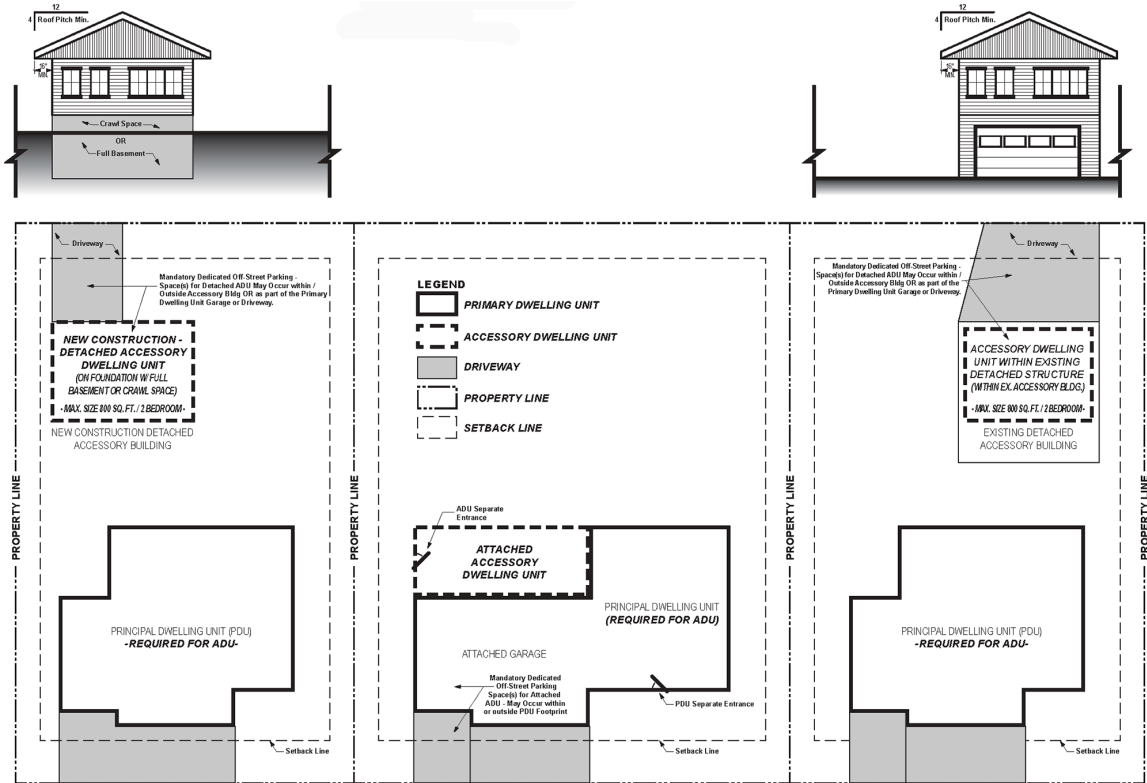 12
4 Roof Pitch Min.
16"
MIN.
Crawl Space
OR
Full Basement
12
4 Roof Pitch Min.
16"
MIN.
PROPERTY LINE
Driveway
Mandatory Dedicated Off-Street Parking -
Space(s) for Detached ADU May Occur within /
Outside Accessory Bldg OR as part of the Primary
Dwelling Unit Garage or Driveway.
NEW CONSTRUCTION -
DETACHED ACCESSORY
DWELLING UNIT
(ON FOUNDATION W/ FULL
BASEMENT OR CRAWL SPACE)
- MAX. SIZE 800 SQ. FT. / 2 BEDROOM -
NEW CONSTRUCTION DETACHED
ACCESSORY BUILDING
PRINCIPAL DWELLING UNIT (PDU)
-REQUIRED FOR ADU-
Setback Line
PROPERTY LINE
LEGEND
PRIMARY DWELLING UNIT
ACCESSORY DWELLING UNIT
DRIVEWAY
PROPERTY LINE
SETBACK LINE
ADU Separate
Entrance
ATTACHED
ACCESSORY
DWELLING UNIT
PRINCIPAL DWELLING UNIT
(REQUIRED FOR ADU)
ATTACHED GARAGE
Mandatory Dedicated
Off-Street Parking
Space(s) for Attached
ADU - May Occur within
or outside PDU Footprint
PDU Separate Entrance
Setback Line
PROPERTY LINE
Driveway
Mandatory Dedicated Off-Street Parking -
Space(s) for Detached ADU May Occur within /
Outside Accessory Bldg OR as part of the
Primary Dwelling Unit Garage or Driveway.
ACCESSORY DWELLING
UNIT WITHIN EXISTING
DETACHED STRUCTURE
(WITHIN EX. ACCESSORY BLDG.)
- MAX. SIZE 800 SQ. FT. / 2 BEDROOM -
EXISTING DETACHED
ACCESSORY BUILDING
PRINCIPAL DWELLING UNIT (PDU)
-REQUIRED FOR ADU-
Setback Line
PROPERTY LINE